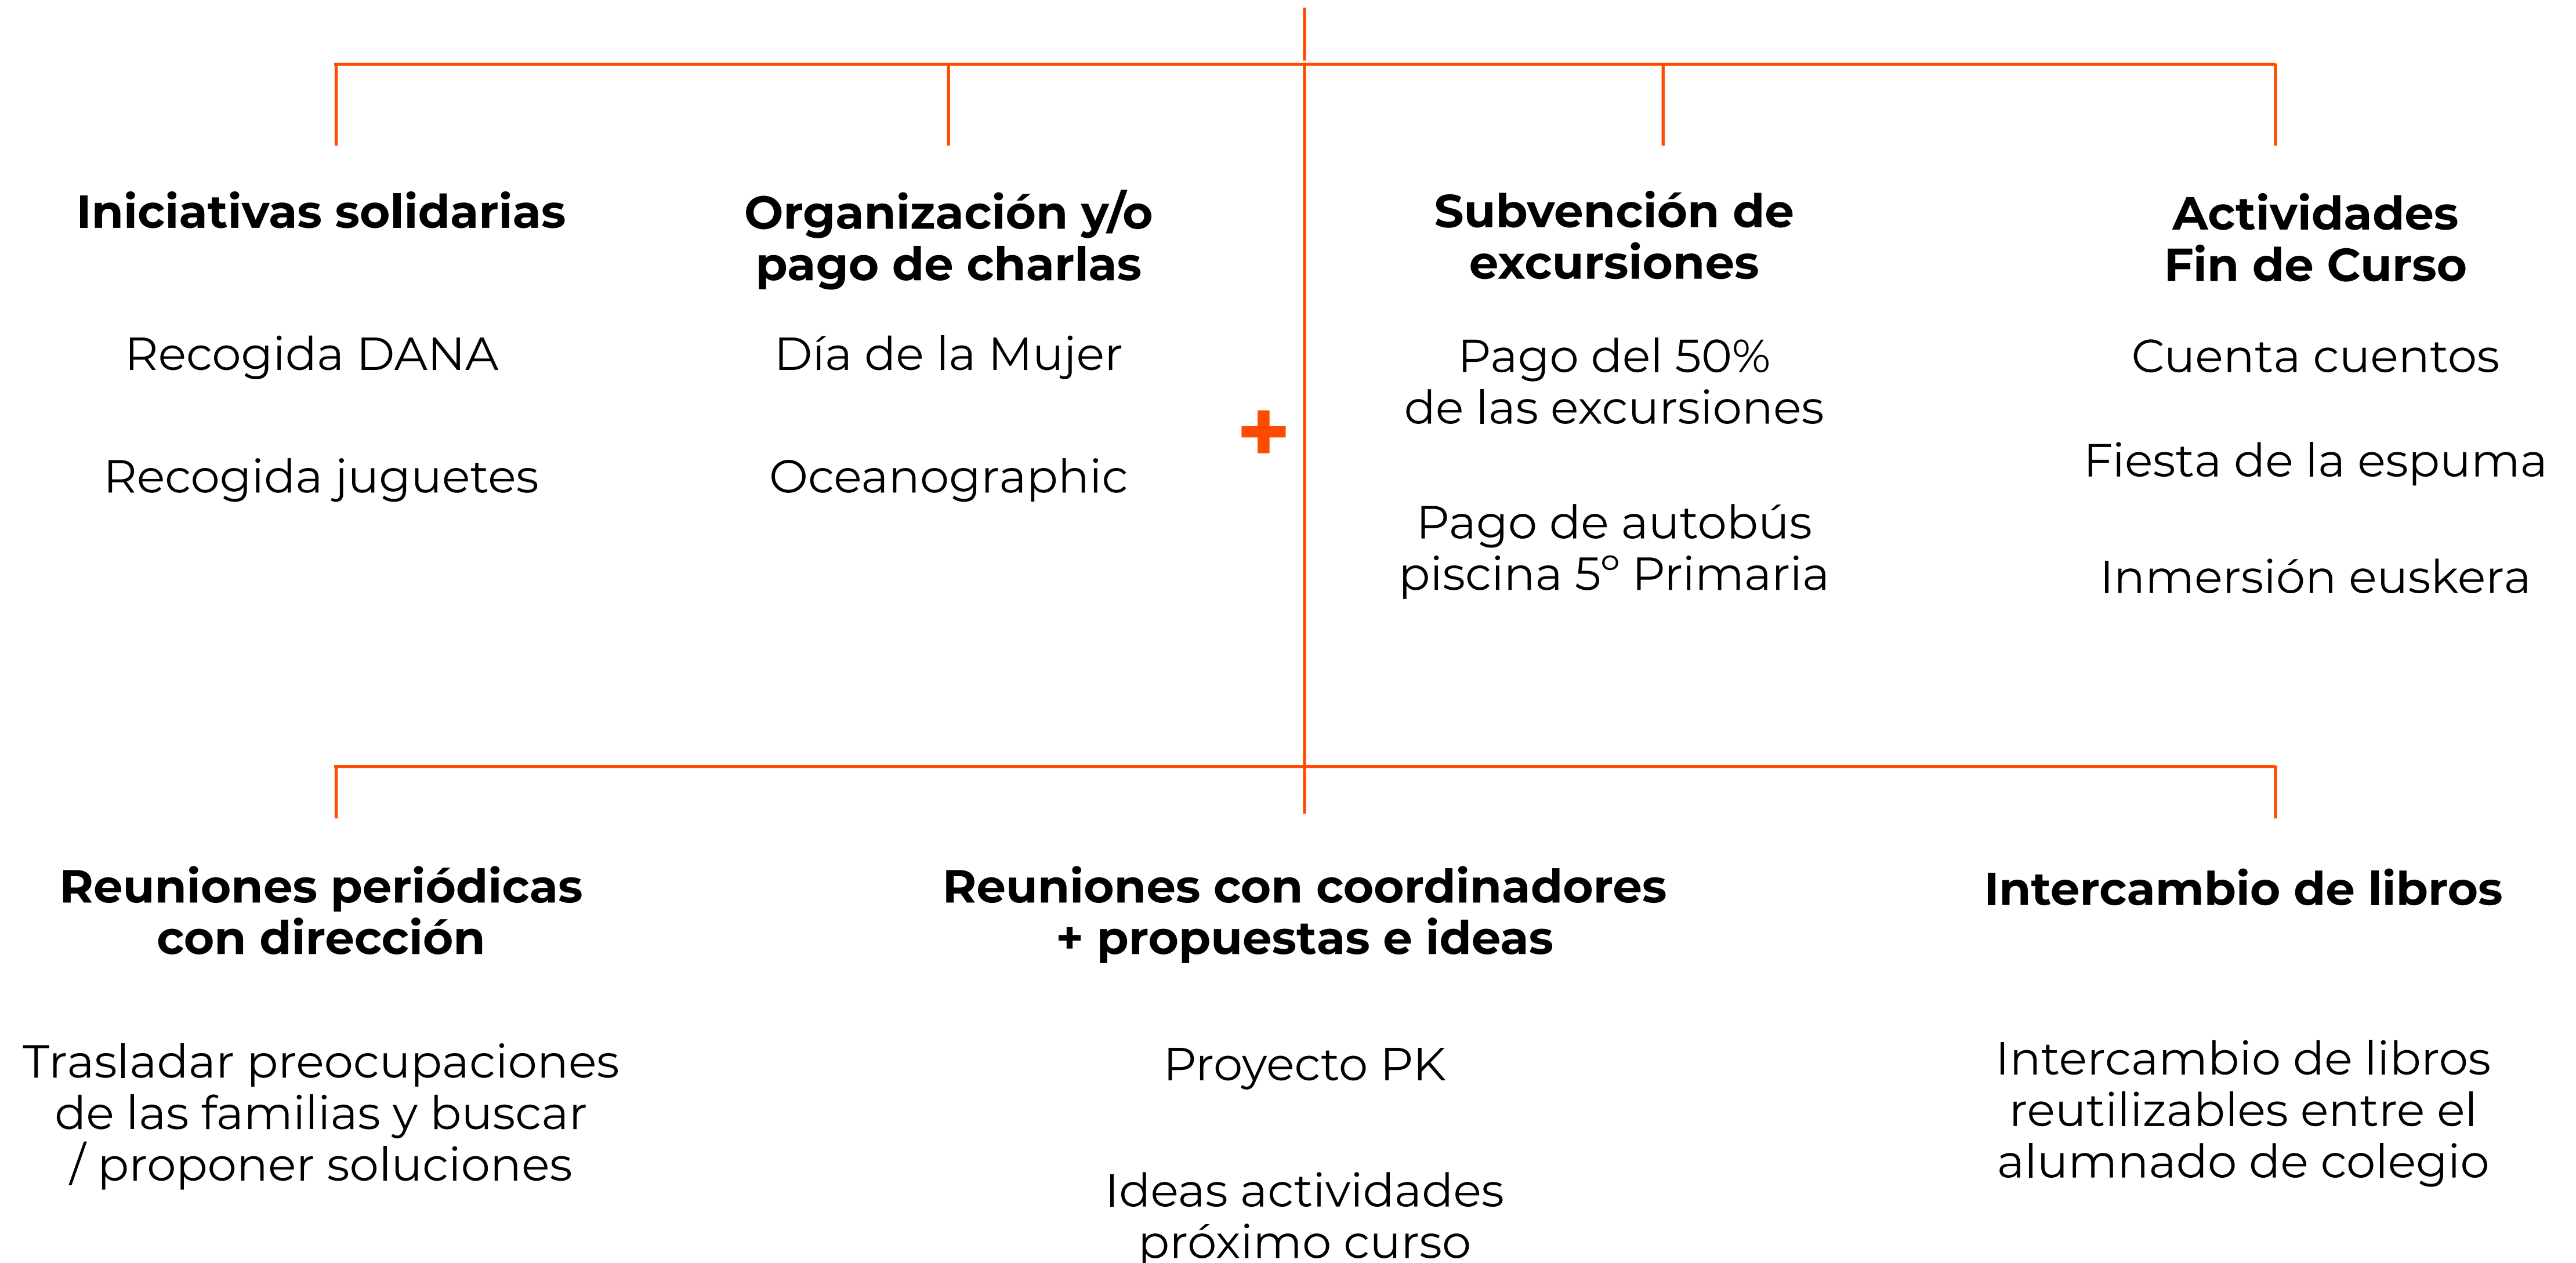 Iniciativas solidarias
Recogida DANA
Recogida juguetes
Organización y/o
pago de charlas
Día de la Mujer
Oceanographic
+
Subvención de
excursiones
Pago del 50%
de las excursiones
Pago de autobús
piscina 5º Primaria
Actividades
Fin de Curso
Cuenta cuentos
Fiesta de la espuma
Inmersión euskera
Reuniones periódicas
con dirección
Trasladar preocupaciones
de las familias y buscar
/ proponer soluciones
Reuniones con coordinadores
+ propuestas e ideas
Proyecto PK
Ideas actividades
próximo curso
Intercambio de libros
Intercambio de libros
reutilizables entre el
alumnado de colegio